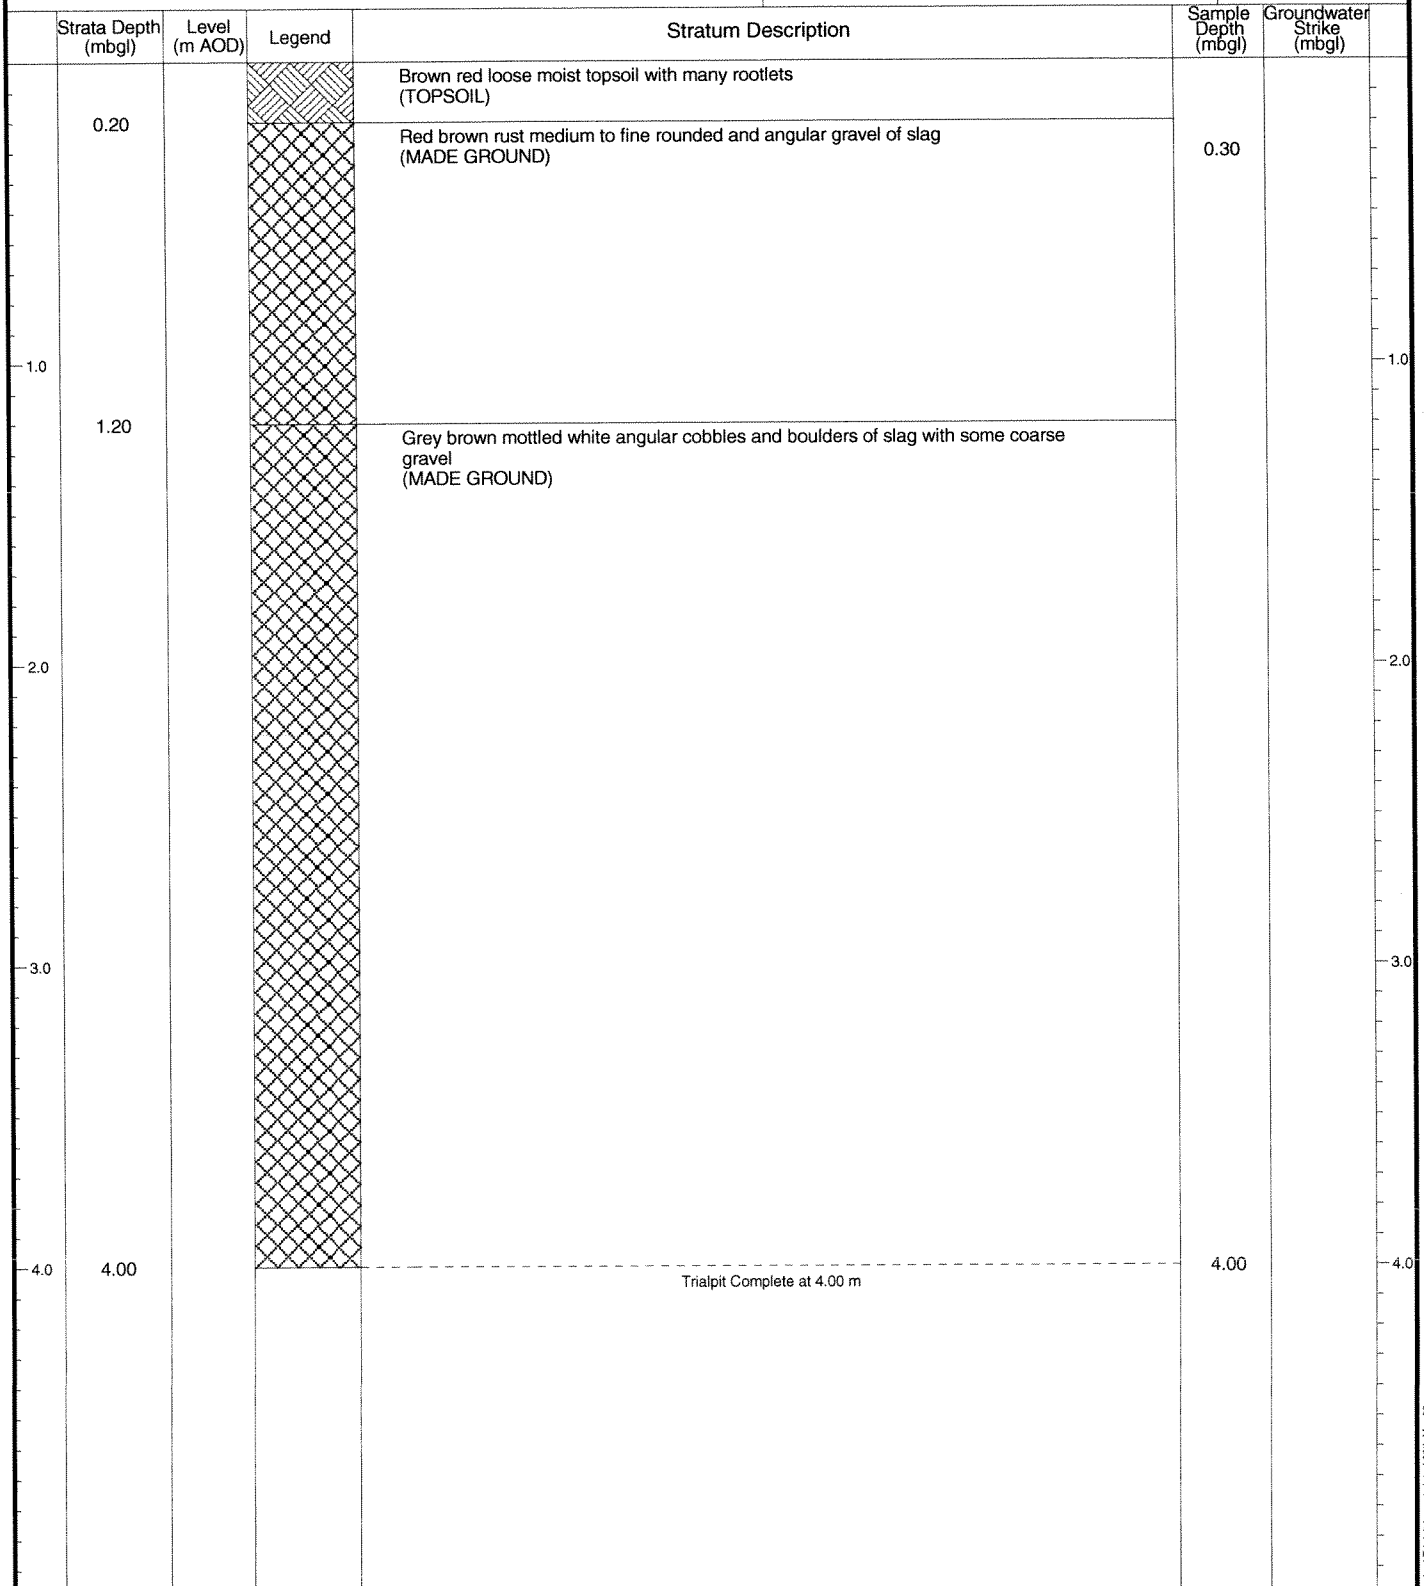 Strata Depth
(mbgl)
Level
(m AOD)
Legend
Stratum Description
Sample
Depth
(mbgl)
Groundwater
Strike
(mbgl)
Brown red loose moist topsoil with many rootlets
(TOPSOIL)
0.20
Red brown rust medium to fine rounded and angular gravel of slag
(MADE GROUND)
0.30
1.0
1.0
1.20
Grey brown mottled white angular cobbles and boulders of slag with some coarse
gravel
(MADE GROUND)
2.0
2.0
3.0
3.0
4.0
4.00
4.00
4.0
Trialpit Complete at 4.00 m